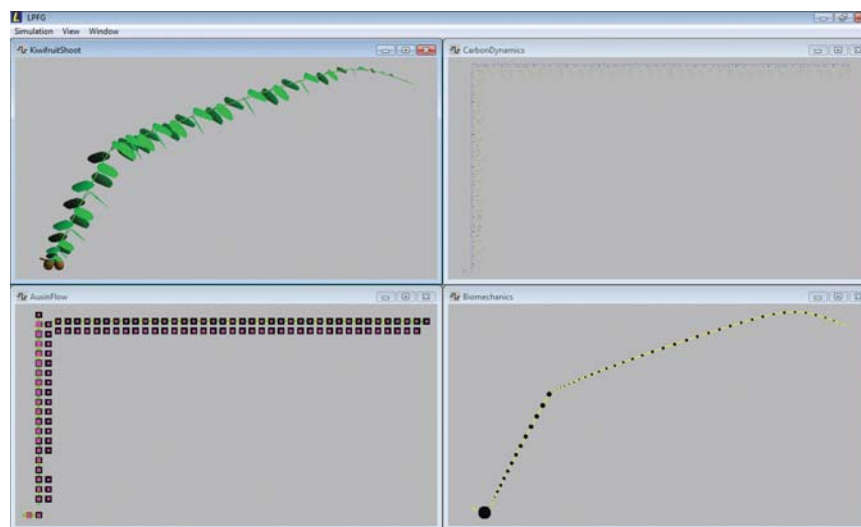 LPFG
Simulation View Window
KiwifruitShoot
CarbonDynamics
AuxinFlow
Biomechanics